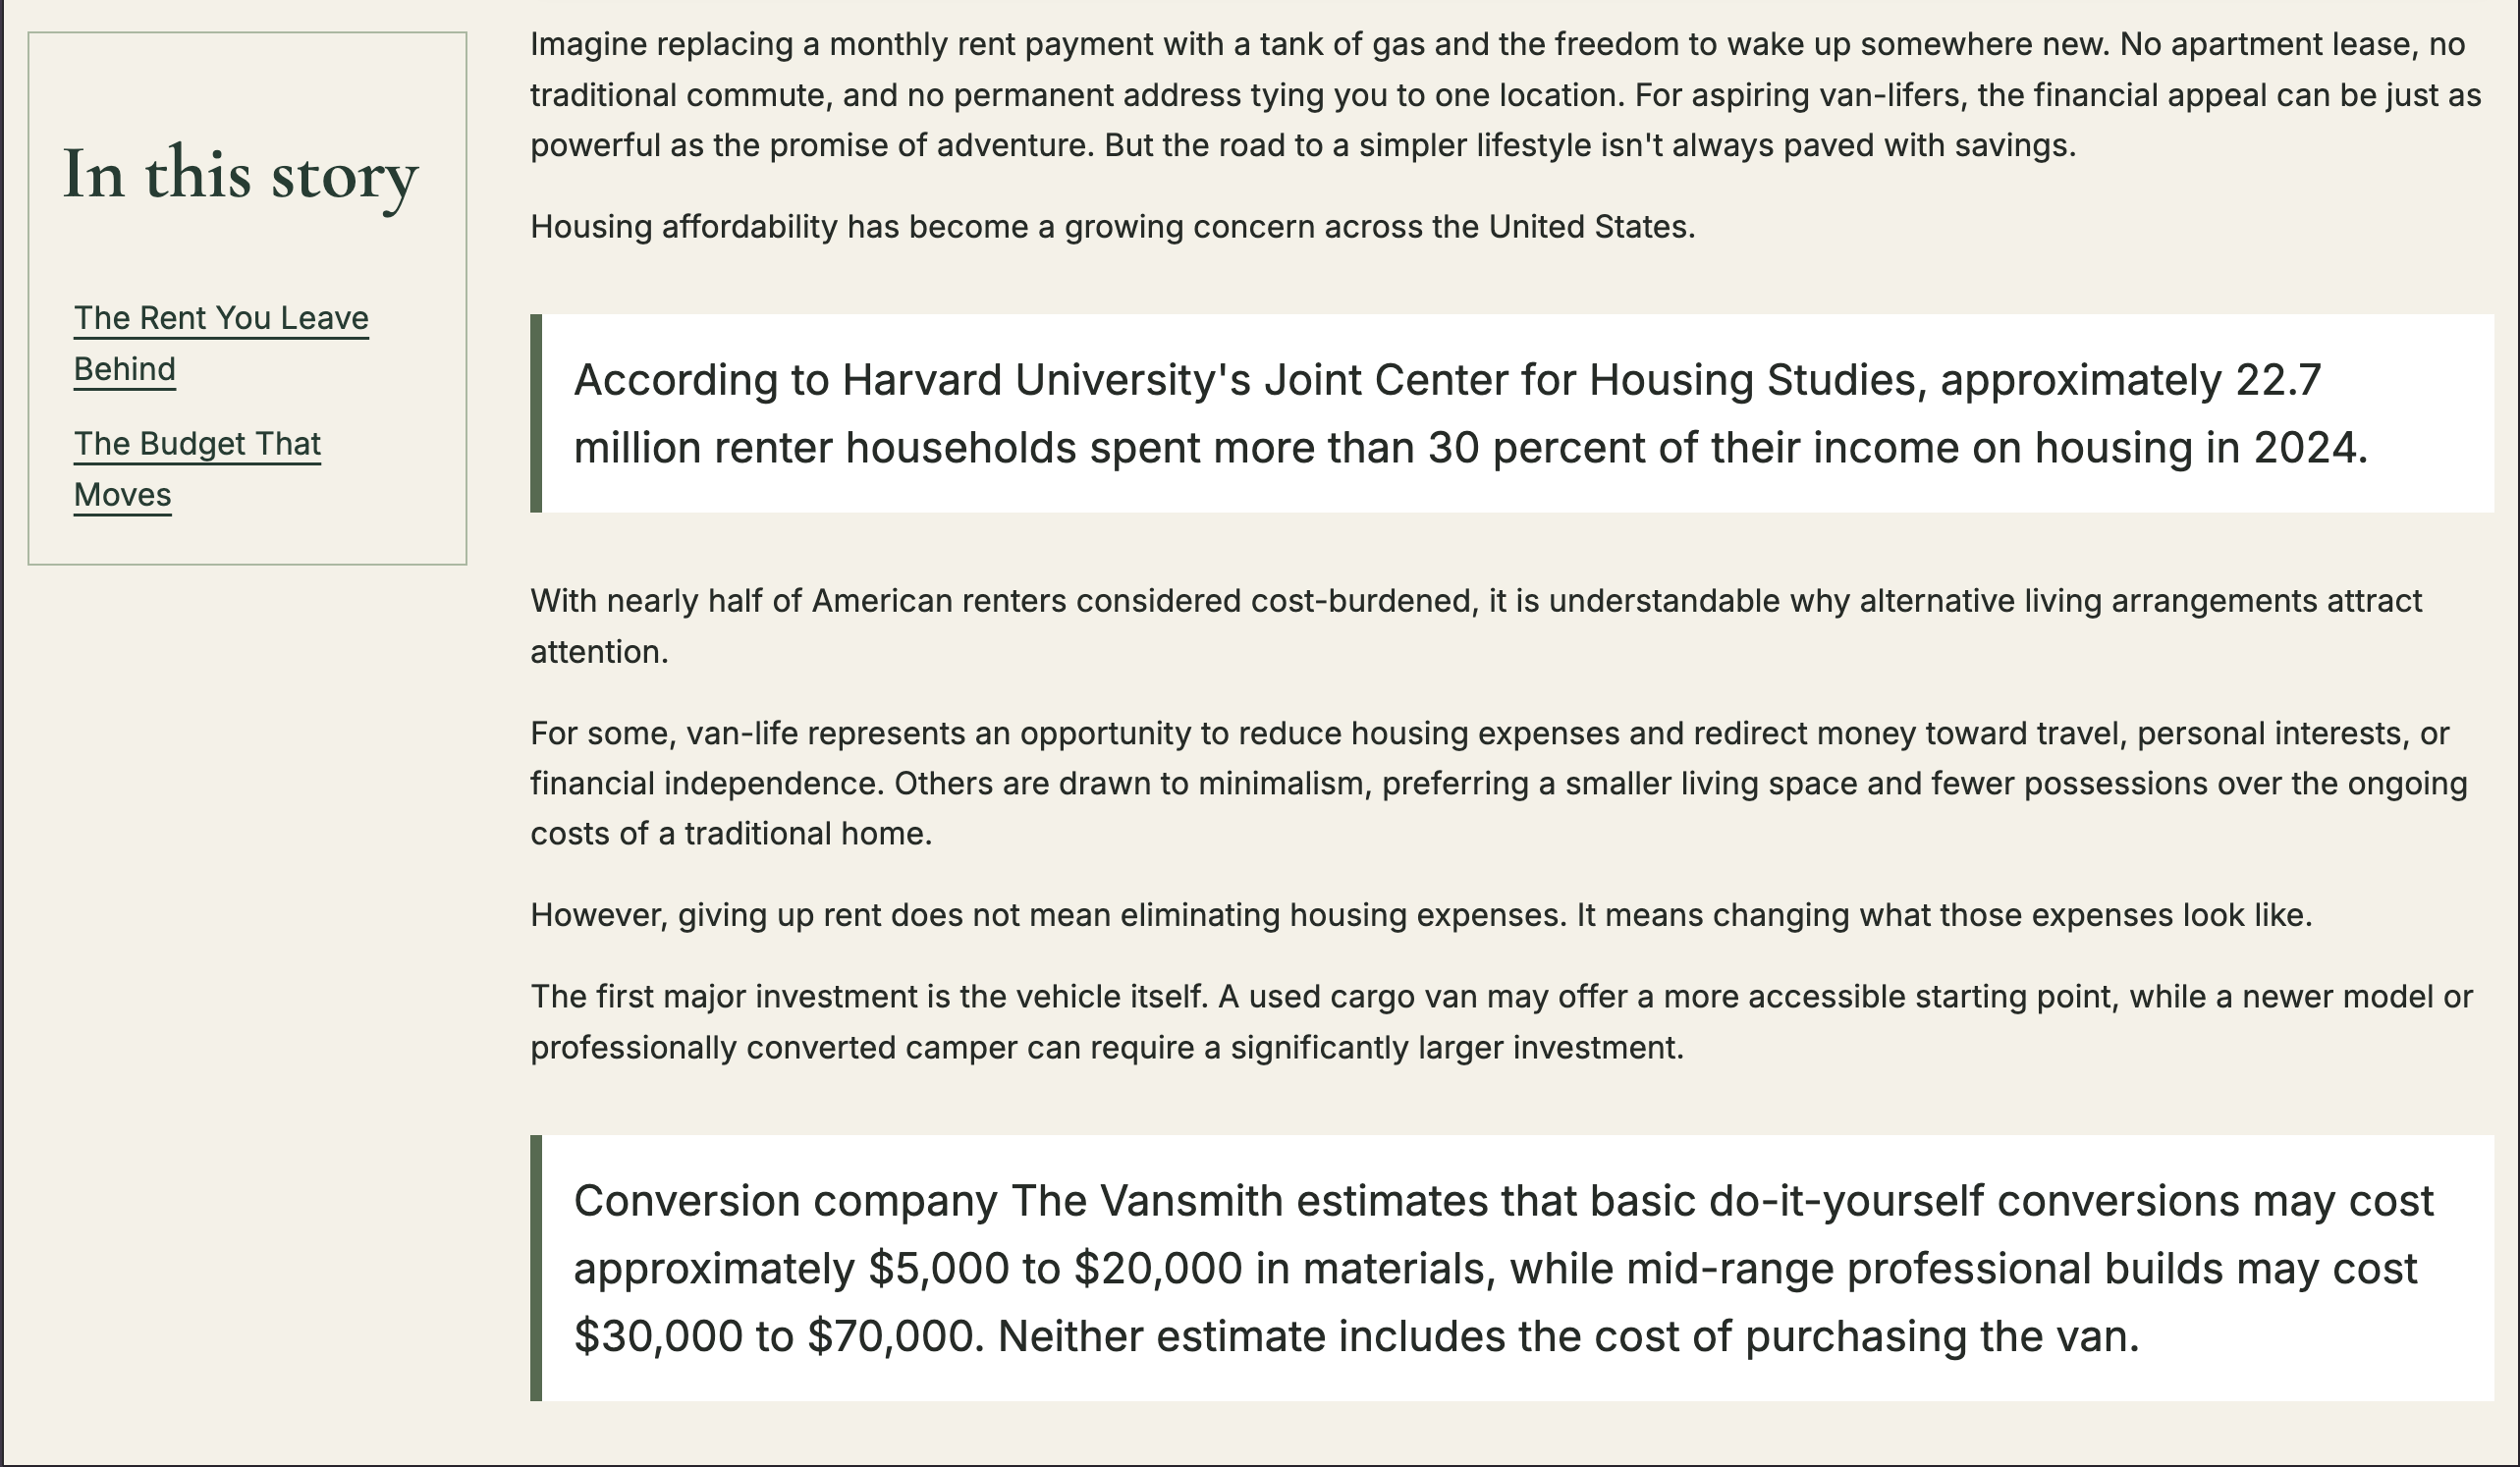 In this story
The Rent You Leave
Behind
The Budget That
Moves
Imagine replacing a monthly rent payment with a tank of gas and the freedom to wake up somewhere new. No apartment lease, no
traditional commute, and no permanent address tying you to one location. For aspiring van-lifers, the financial appeal can be just as
powerful as the promise of adventure. But the road to a simpler lifestyle isn't always paved with savings.
Housing affordability has become a growing concern across the United States.
According to Harvard University's Joint Center for Housing Studies, approximately 22.7
million renter households spent more than 30 percent of their income on housing in 2024.
With nearly half of American renters considered cost-burdened, it is understandable why alternative living arrangements attract
attention.
For some, van-life represents an opportunity to reduce housing expenses and redirect money toward travel, personal interests, or
financial independence. Others are drawn to minimalism, preferring a smaller living space and fewer possessions over the ongoing
costs of a traditional home.
However, giving up rent does not mean eliminating housing expenses. It means changing what those expenses look like.
The first major investment is the vehicle itself. A used cargo van may offer a more accessible starting point, while a newer model or
professionally converted camper can require a significantly larger investment.
Conversion company The Vansmith estimates that basic do-it-yourself conversions may cost
approximately $5,000 to $20,000 in materials, while mid-range professional builds may cost
$30,000 to $70,000. Neither estimate includes the cost of purchasing the van.